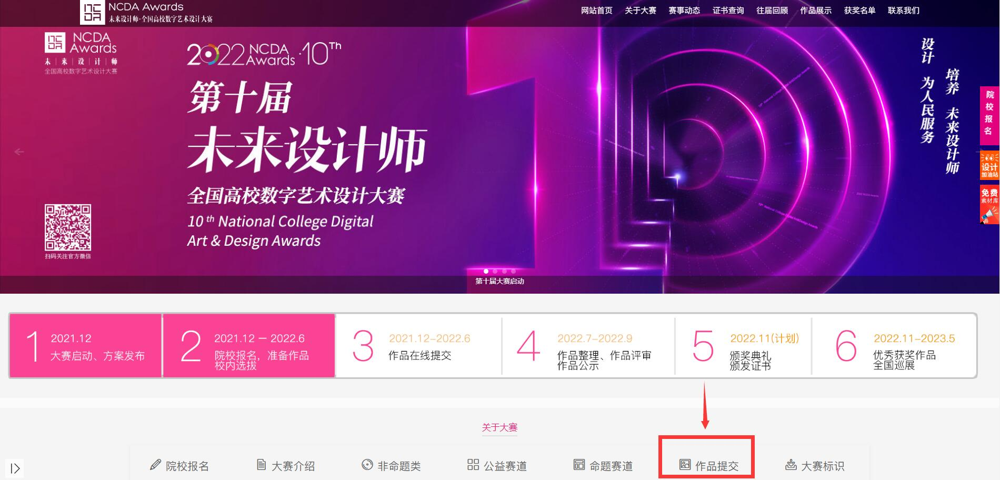 NCDA Awards
未来设计师·全国高校数字艺术设计大赛
网站首页 关于大赛 赛事动态 证书查询 往届回顾 作品展示 获奖名单 联系我们
NCDA
Awards
未 | 来 | 设 | 计 | 师
全国高校数字艺术设计大赛
2022 NCDA Awards ·10Th
第十届
未来设计师
全国高校数字艺术设计大赛
10 th National College Digital
Art & Design Awards
扫码关注官方微信
设计 为人民服务
培养 未来设计师
院校报名
设计
加油站
免费
素材库
第十届大赛启动
1
2021.12
大赛启动、方案发布
2
2021.12 — 2022.6
院校报名，准备作品
校内选拔
3
2021.12-2022.6
作品在线提交
4
2022.7-2022.9
作品整理、作品评审
作品公示
5
2022.11(计划)
颁奖典礼
颁发证书
6
2022.11-2023.5
优秀获奖作品
全国巡展
关于大赛
院校报名 大赛介绍 非命题类 公益赛道 命题赛道 作品提交 大赛标识